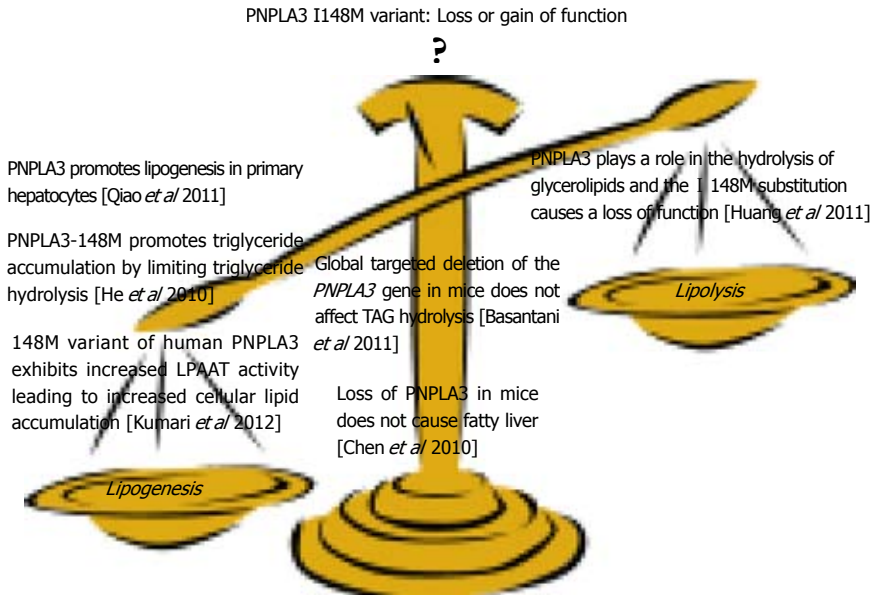 PNPLA3 I148M variant: Loss or gain of function
?
PNPLA3 promotes lipogenesis in primary
hepatocytes [Qiao et al 2011]
PNPLA3-148M promotes triglyceride
accumulation by limiting triglyceride
hydrolysis [He et al 2010]
148M variant of human PNPLA3
exhibits increased LPAAT activity
leading to increased cellular lipid
accumulation [Kumari et al 2012]
Lipogenesis
Global targeted deletion of the
PNPLA3 gene in mice does not
affect TAG hydrolysis [Basantani
et al 2011]
Loss of PNPLA3 in mice
does not cause fatty liver
[Chen et al 2010]
PNPLA3 plays a role in the hydrolysis of
glycerolipids and the I 148M substitution
causes a loss of function [Huang et al 2011]
Lipolysis